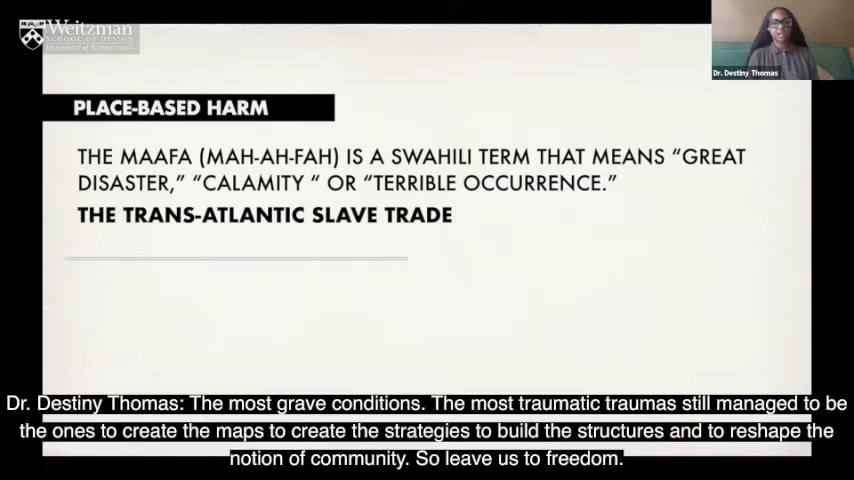 Weitzman
SCHOOL OF DESIGN
UNIVERSITY OF PENNSYLVANIA
Dr. Destiny Thomas
PLACE-BASED HARM
THE MAAFA (MAH-AH-FAH) IS A SWAHILI TERM THAT MEANS “GREAT
DISASTER,” “CALAMITY “ OR “TERRIBLE OCCURRENCE.”
THE TRANS-ATLANTIC SLAVE TRADE
Dr. Destiny Thomas: The most grave conditions. The most traumatic traumas still managed to be
the ones to create the maps to create the strategies to build the structures and to reshape the
notion of community. So leave us to freedom.